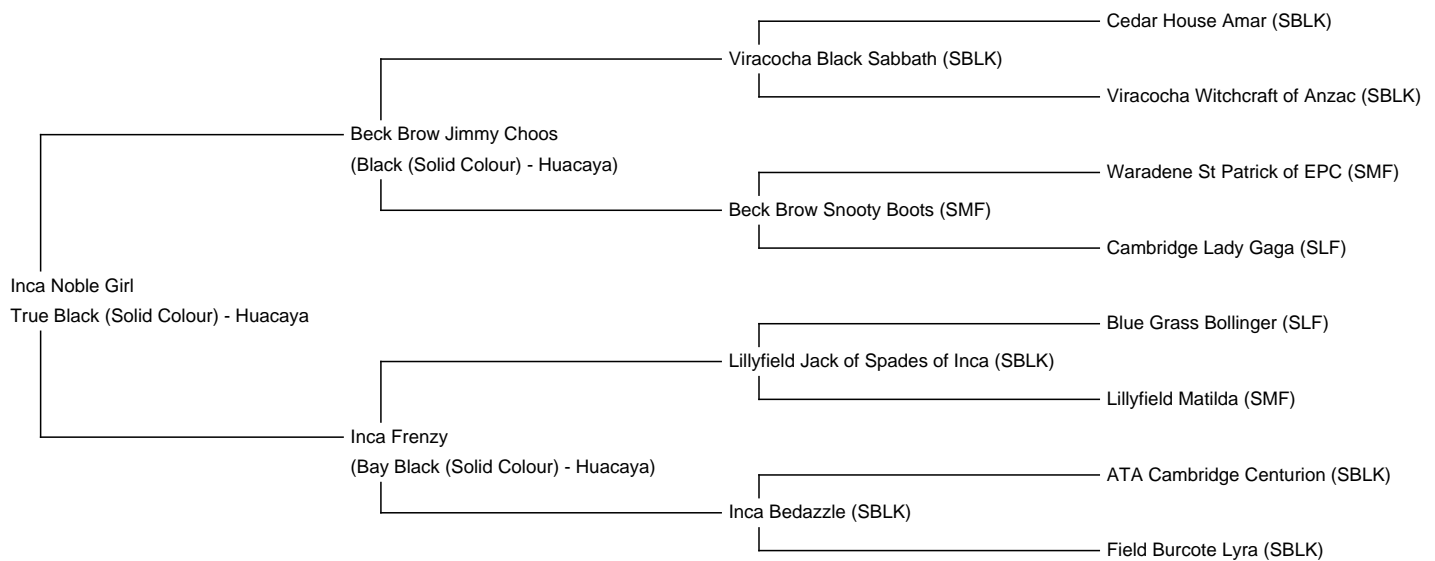 Cedar House Amar (SBLK)
Viracocha Black Sabbath (SBLK)
Viracocha Witchcraft of Anzac (SBLK)
Beck Brow Jimmy Choos
(Black (Solid Colour) - Huacaya)
Waradene St Patrick of EPC (SMF)
Beck Brow Snooty Boots (SMF)
Cambridge Lady Gaga (SLF)
Inca Noble Girl
True Black (Solid Colour) - Huacaya
Blue Grass Bollinger (SLF)
Lillyfield Jack of Spades of Inca (SBLK)
Lillyfield Matilda (SMF)
Inca Frenzy
(Bay Black (Solid Colour) - Huacaya)
ATA Cambridge Centurion (SBLK)
Inca Bedazzle (SBLK)
Field Burcote Lyra (SBLK)